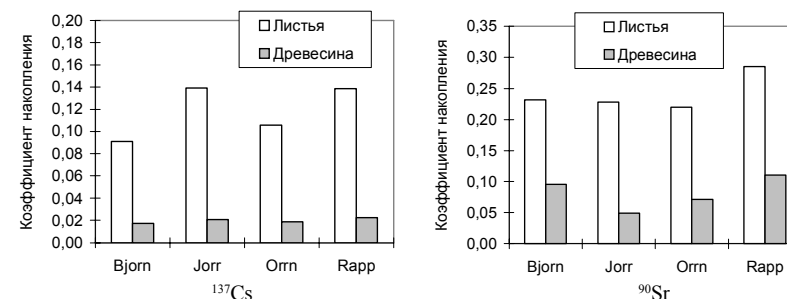 Коэффициент накопления
0,20
0,18
0,16
0,14
0,12
0,10
0,08
0,06
0,04
0,02
0,00
Листья
Древесина
Bjorn Jorr Orrn Rapp
¹³⁷Cs
Коэффициент накопления
0,35
0,30
0,25
0,20
0,15
0,10
0,05
0,00
Листья
Древесина
Bjorn Jorr Orrn Rapp
⁹⁰Sr